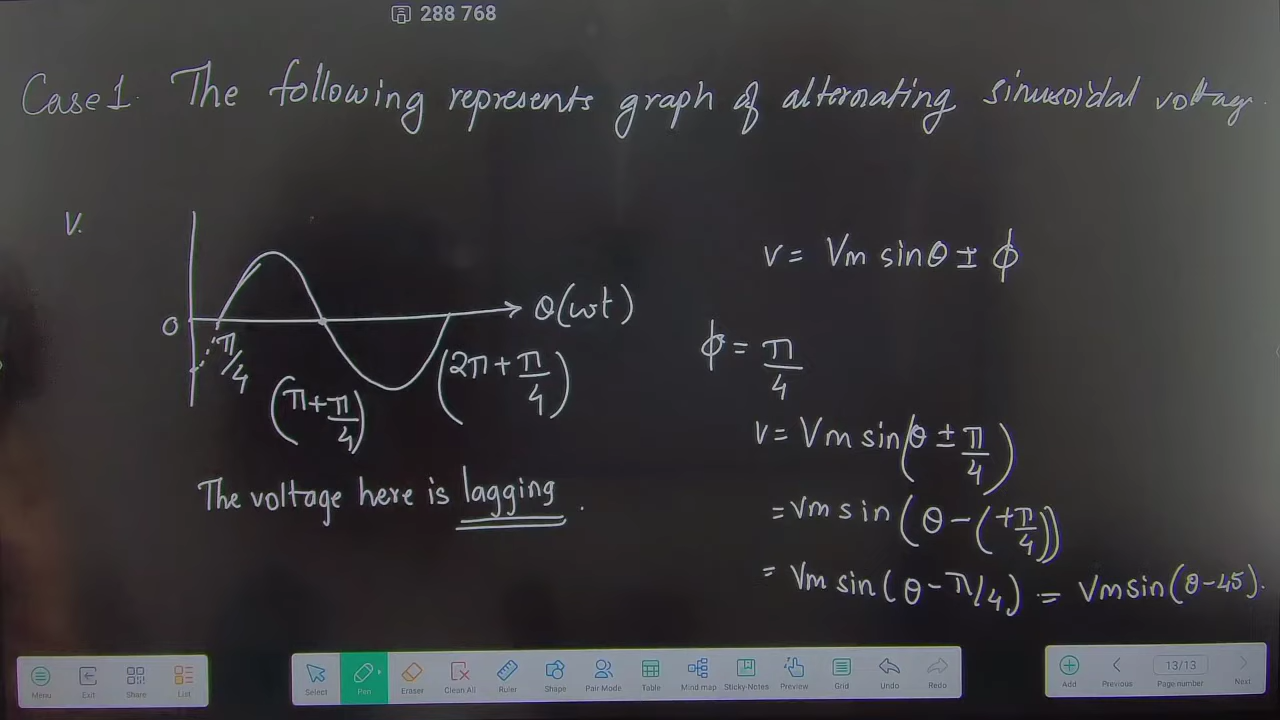 288 768
Case 1. The following represents graph of alternating sinusoidal voltage.
V.
V = Vm sinθ ± ϕ
0
θ(wt)
π/4
(π+π/4)
(2π+π/4)
ϕ = π/4
V = Vm sin(θ ± π/4)
The voltage here is lagging.
= Vm sin(θ-(+π/4))
= Vm sin(θ-π/4) = Vm sin(θ-45).
Menu Exit Share List Select Pen Eraser Clean All Ruler Shape Pair Mode Table Mind map Sticky-Notes Preview Grid Undo Redo Add Previous 13/13 Page number Next